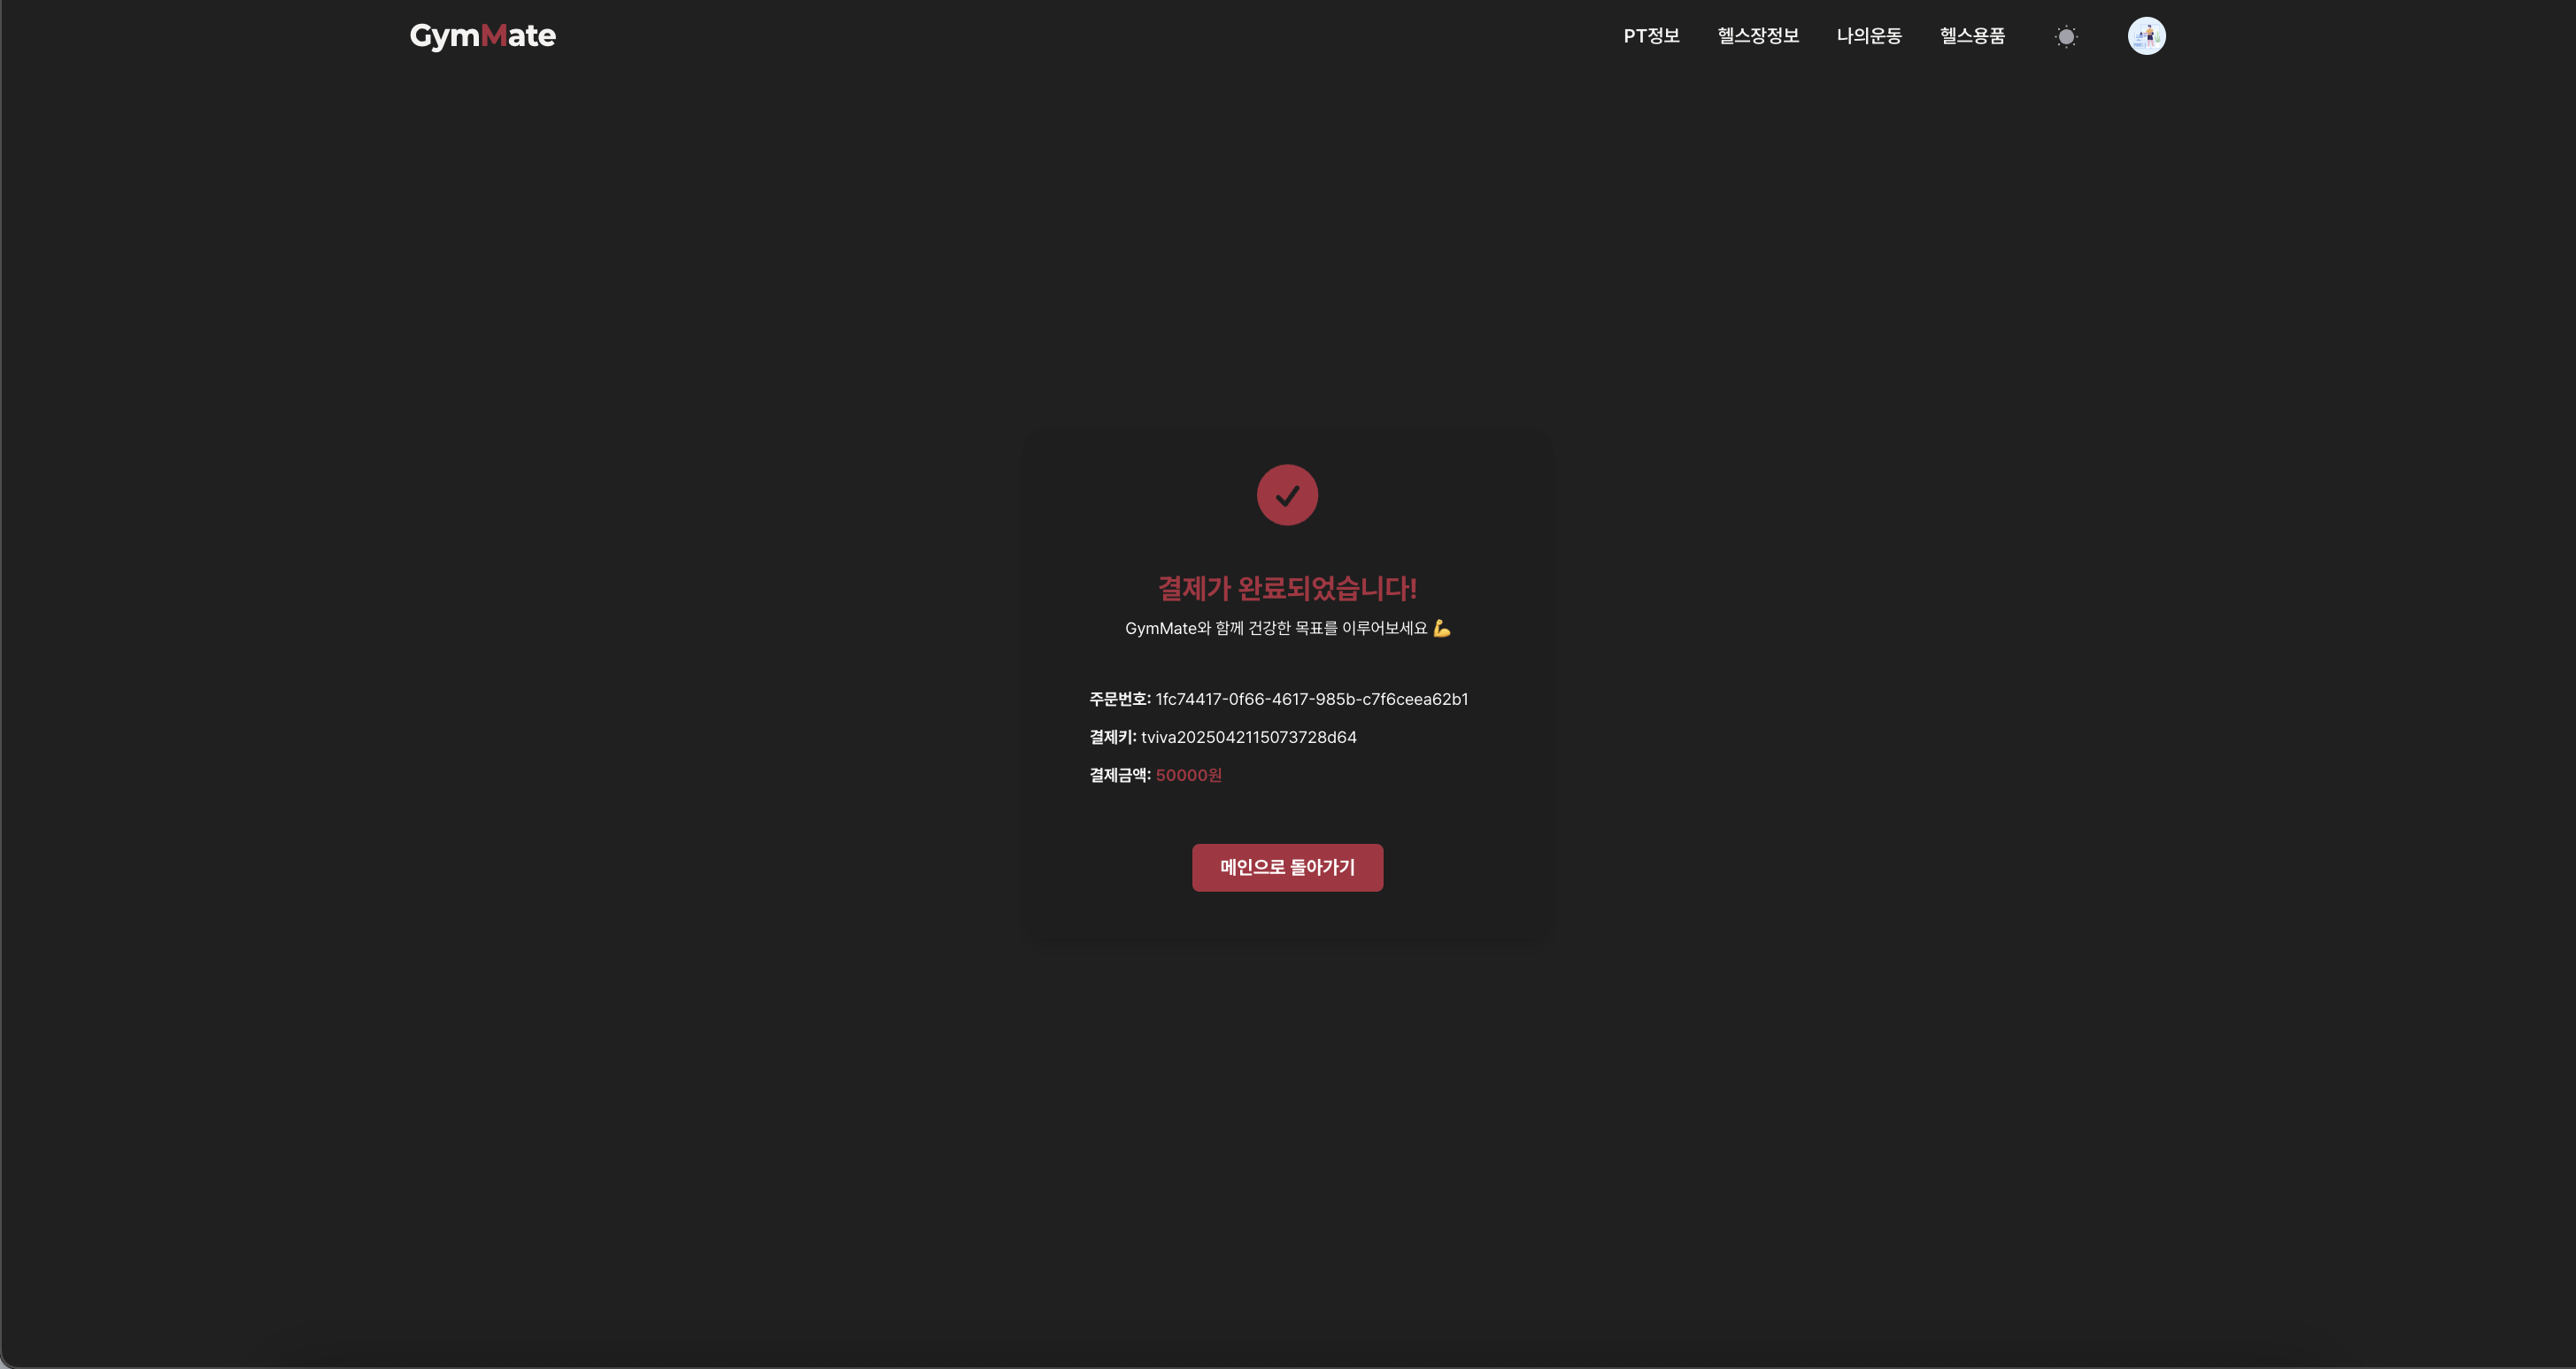 GymMate
PT정보 헬스장정보 나의운동 헬스용품
결제가 완료되었습니다!
GymMate와 함께 건강한 목표를 이루어보세요 💪
주문번호: 1fc74417-0f66-4617-985b-c7f6ceea62b1
결제키: tviva20250421150737​28d64
결제금액: 50000원
메인으로 돌아가기